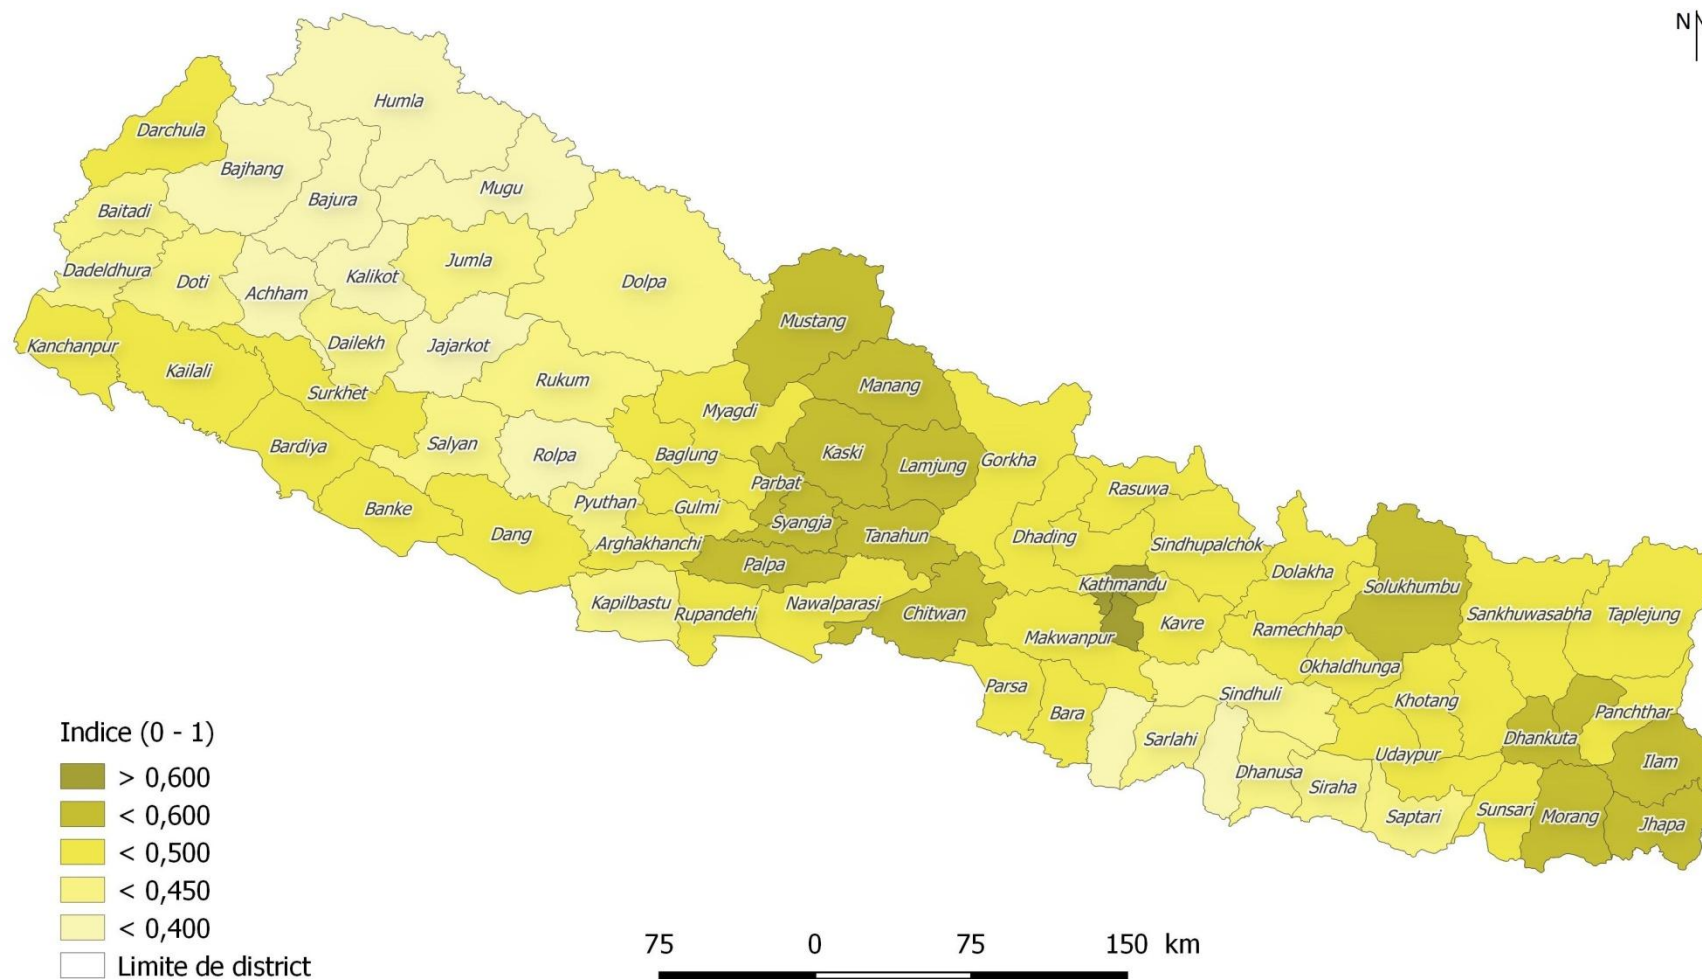 N
Humla
Darchula
Bajhang
Mugu
Bajura
Baitadi
Jumla
Dadeldhura
Kalikot
Doti
Dolpa
Achham
Mustang
Dailekh
Jajarkot
Kanchanpur
Kailali
Rukum
Manang
Surkhet
Myagdi
Bardiya
Salyan
Rolpa
Baglung
Kaski
Gorkha
Lamjung
Parbat
Rasuwa
Banke
Pyuthan
Gulmi
Syangja
Dang
Tanahun
Dhading
Arghakhanchi
Sindhupalchok
Palpa
Dolakha
Kathmandu
Solukhumbu
Kapilbastu
Nawalparasi
Rupandehi
Chitwan
Sankhuwasabha
Taplejung
Kavre
Makwanpur
Ramechhap
Okhaldhunga
Parsa
Sindhuli
Khotang
Bara
Panchthar
Sarlahi
Dhankuta
Udaypur
Ilam
Dhanusa
Siraha
Saptari
Sunsari
Morang
Jhapa
Indice (0 - 1)
> 0,600
< 0,600
< 0,500
< 0,450
< 0,400
Limite de district
75 0 75 150 km